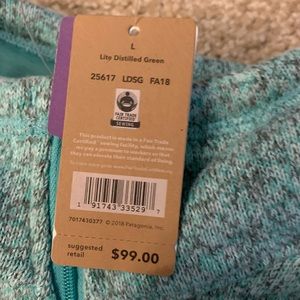 L
Lite Distilled Green
25617 LDSG FA18
FAIR TRADE
CERTIFIED
SEWING
This product is made in a Fair Trade
Certified™ sewing facility, which means
we pay a premium to workers so that
they can elevate their standard of living.
1 91743 33529 7
7017430377 ©2018 Patagonia, Inc.
suggested
retail $99.00